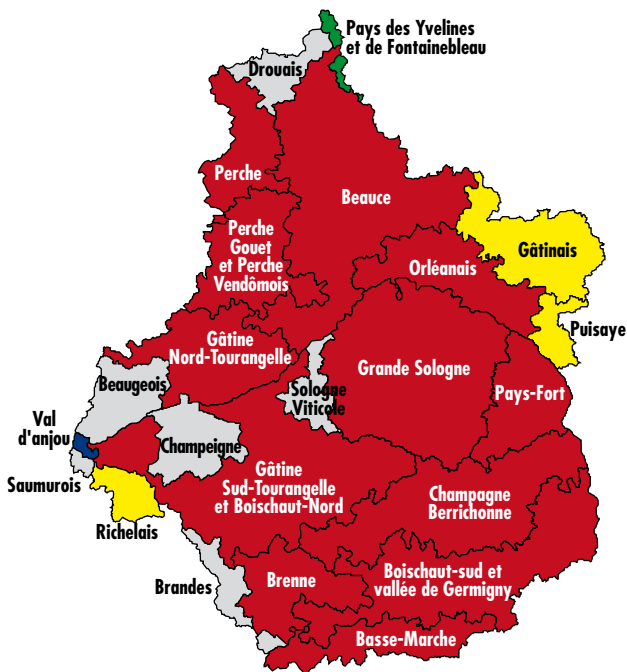 Pays des Yvelines
et de Fontainebleau
Drouais
Perche
Beauce
Perche
Gouet
et Perche
Vendômois
Gâtinais
Orléanais
Puisaye
Gâtine
Nord-Tourangelle
Grande Sologne
Beaugeois
Sologne
Viticole
Pays-Fort
Val
d'anjou
Champeigne
Saumurois
Gâtine
Sud-Tourangelle
et Boischaut-Nord
Champagne
Berrichonne
Richelais
Brandes
Brenne
Boischaut-sud et
vallée de Germigny
Basse-Marche